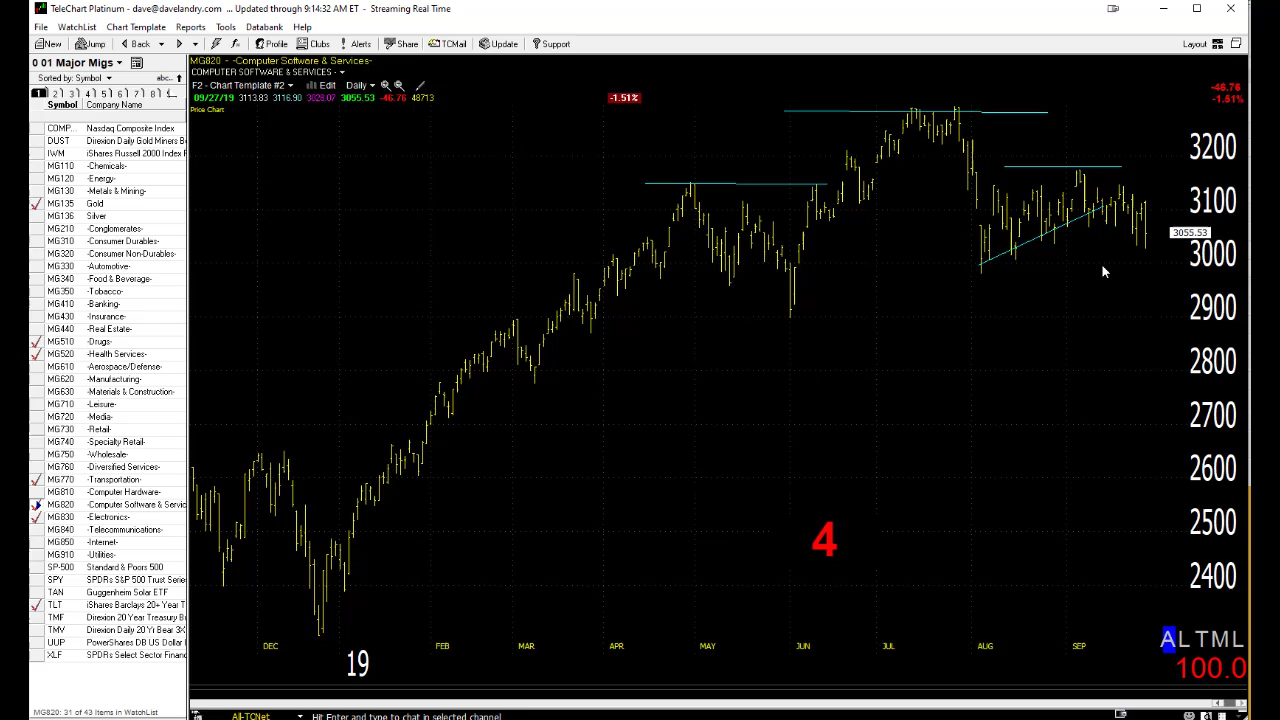 TeleChart Platinum - dave@davelandry.com ... Updated through 9:14:32 AM ET - Streaming Real Time
File WatchList Chart Template Reports Tools Databank Help
New Jump Back Profile Clubs Alerts Share TCMail Update Support Layout
0 01 Major Migs
Sorted by: Symbol abc..
1 2 3 4 5 6 7 8
Symbol Company Name
COMP... Nasdaq Composite Index
DUST Direxion Daily Gold Miners B
IWM iShares Russell 2000 Index F
MG110 -Chemicals-
MG120 -Energy-
MG130 -Metals & Mining-
MG135 Gold
MG136 Silver
MG210 -Conglomerates-
MG310 -Consumer Durables-
MG320 -Consumer Non-Durables-
MG330 -Automotive-
MG340 -Food & Beverage-
MG350 -Tobacco-
MG410 -Banking-
MG430 -Insurance-
MG440 -Real Estate-
MG510 -Drugs-
MG520 -Health Services-
MG610 -Aerospace/Defense-
MG620 -Manufacturing-
MG630 -Materials & Construction-
MG710 -Leisure-
MG720 -Media-
MG730 -Retail-
MG740 -Specialty Retail-
MG750 -Wholesale-
MG760 -Diversified Services-
MG770 -Transportation-
MG810 -Computer Hardware-
MG820 -Computer Software & Servic
MG830 -Electronics-
MG840 -Telecommunications-
MG850 -Internet-
MG910 -Utilities-
SP-500 Standard & Poors 500
SPY SPDRs S&P 500 Trust Serie
TAN Guggenheim Solar ETF
TLT iShares Barclays 20+ Year T
TMF Direxion 20 Year Treasury B
TMV Direxion Daily 20 Yr Bear 3X
UUP PowerShares DB US Dollar I
XLF SPDRs Select Sector Financ
MG820: 31 of 43 Items in WatchList
MG820 - -Computer Software & Services-
COMPUTER SOFTWARE & SERVICES -
F2 - Chart Template #2 Edit Daily
09/27/19 3113.83 3116.90 3028.07 3055.53 -46.76 48713 -1.51%
Price Chart
-46.76
-1.51%
3200
3100
3055.53
3000
2900
2800
2700
2600
2500
2400
4
DEC FEB MAR APR MAY JUN JUL AUG SEP
19
ALTML
100.0
All-TCNet Hit Enter and type to chat in selected channel